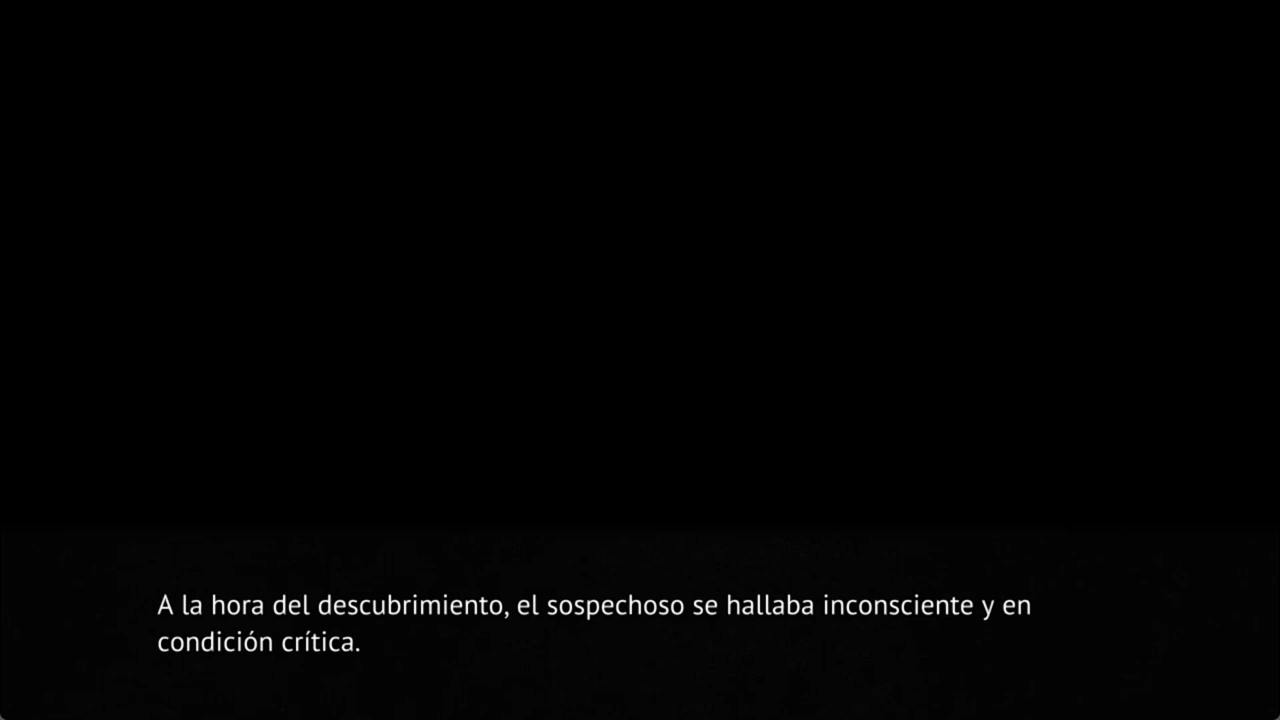 A la hora del descubrimiento, el sospechoso se hallaba inconsciente y en
condición crítica.